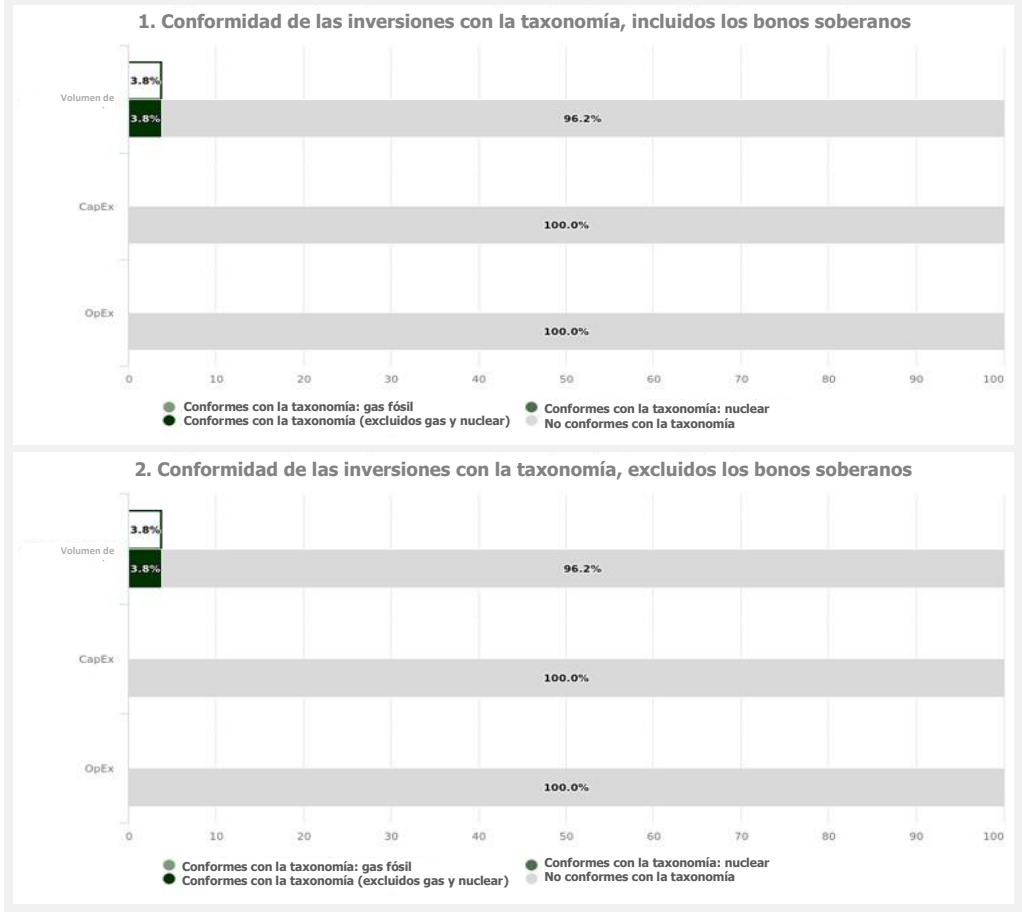 1. Conformidad de las inversiones con la taxonomía, incluidos los bonos soberanos
3.8%
Volumen de
3.8% 96.2%
CapEx
100.0%
OpEx
100.0%
0 10 20 30 40 50 60 70 80 90 100
Conformes con la taxonomía: gas fósil Conformes con la taxonomía: nuclear
Conformes con la taxonomía (excluidos gas y nuclear) No conformes con la taxonomía
2. Conformidad de las inversiones con la taxonomía, excluidos los bonos soberanos
3.8%
Volumen de
3.8% 96.2%
CapEx
100.0%
OpEx
100.0%
0 10 20 30 40 50 60 70 80 90 100
Conformes con la taxonomía: gas fósil Conformes con la taxonomía: nuclear
Conformes con la taxonomía (excluidos gas y nuclear) No conformes con la taxonomía